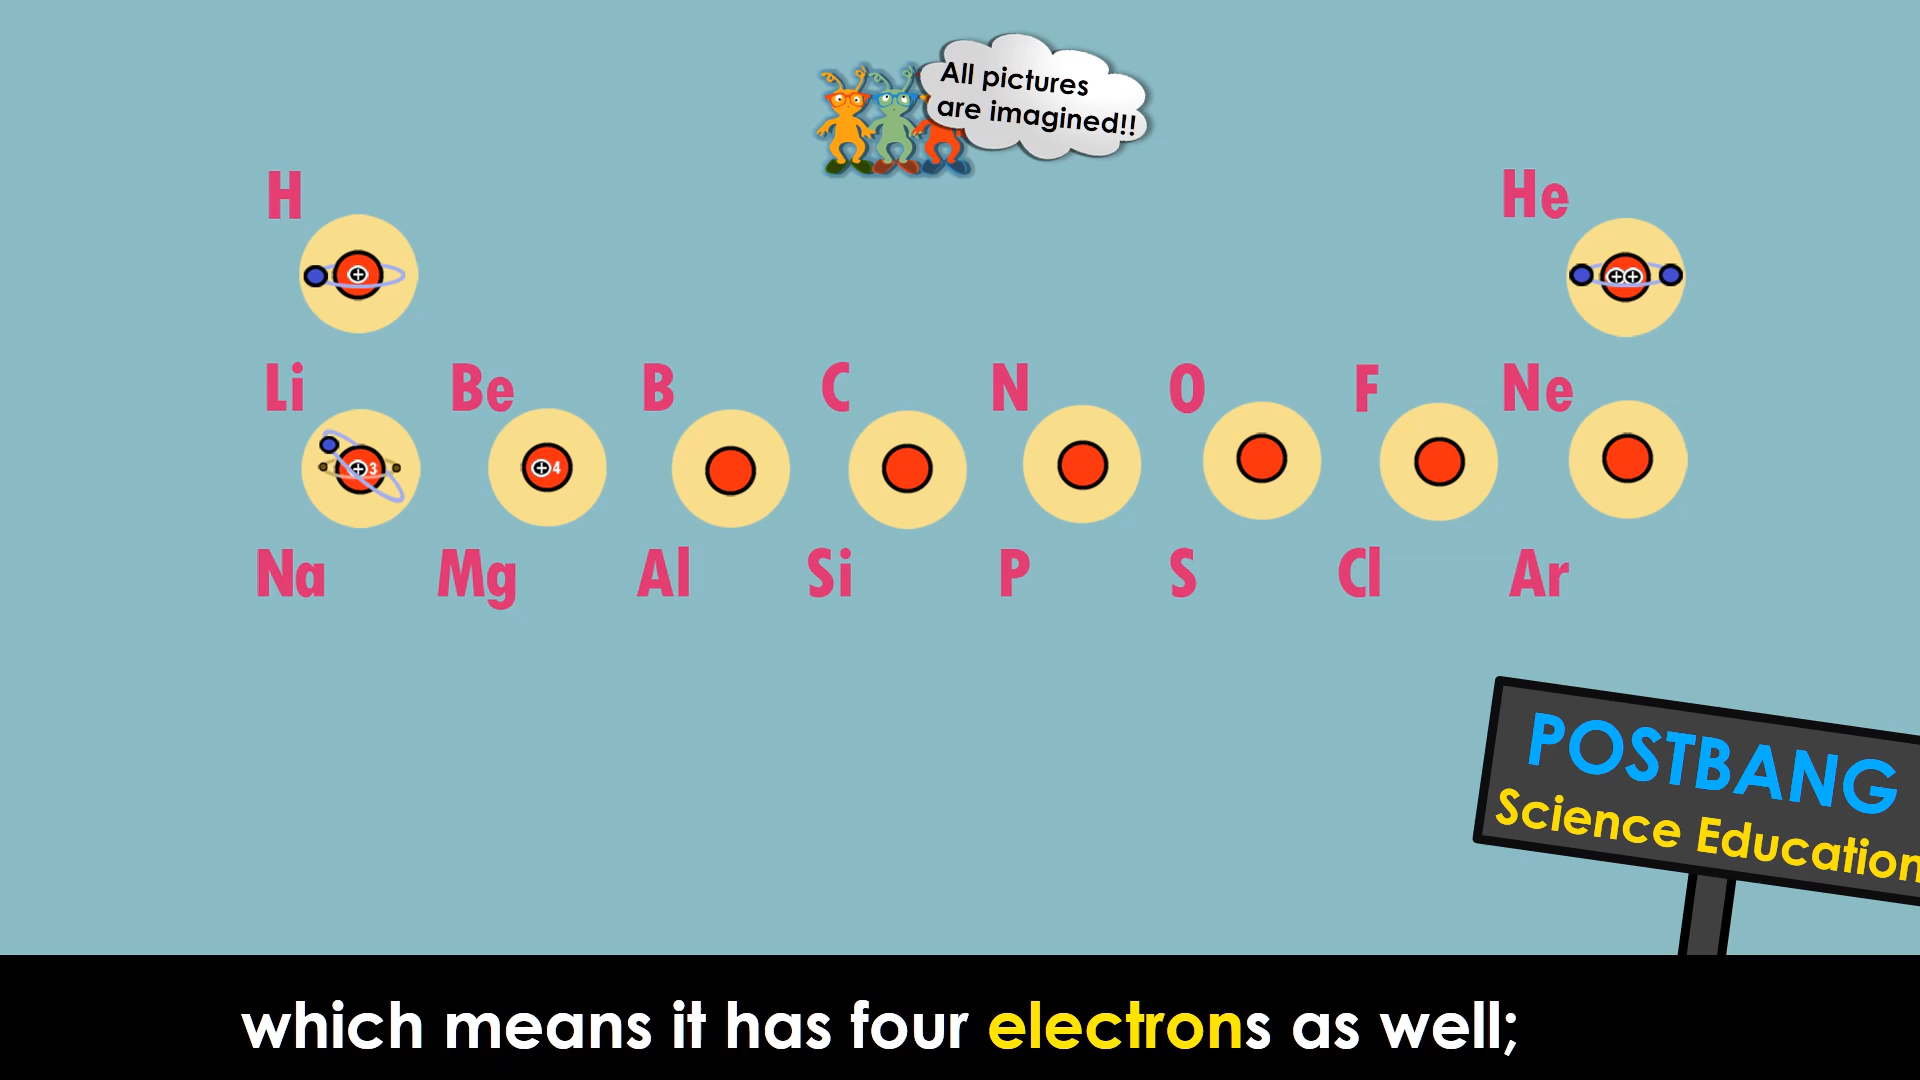 All pictures
are imagined!!
H He
Li Be B C N O F Ne
3 4
Na Mg Al Si P S Cl Ar
POSTBANG
Science Education
which means it has four electrons as well;